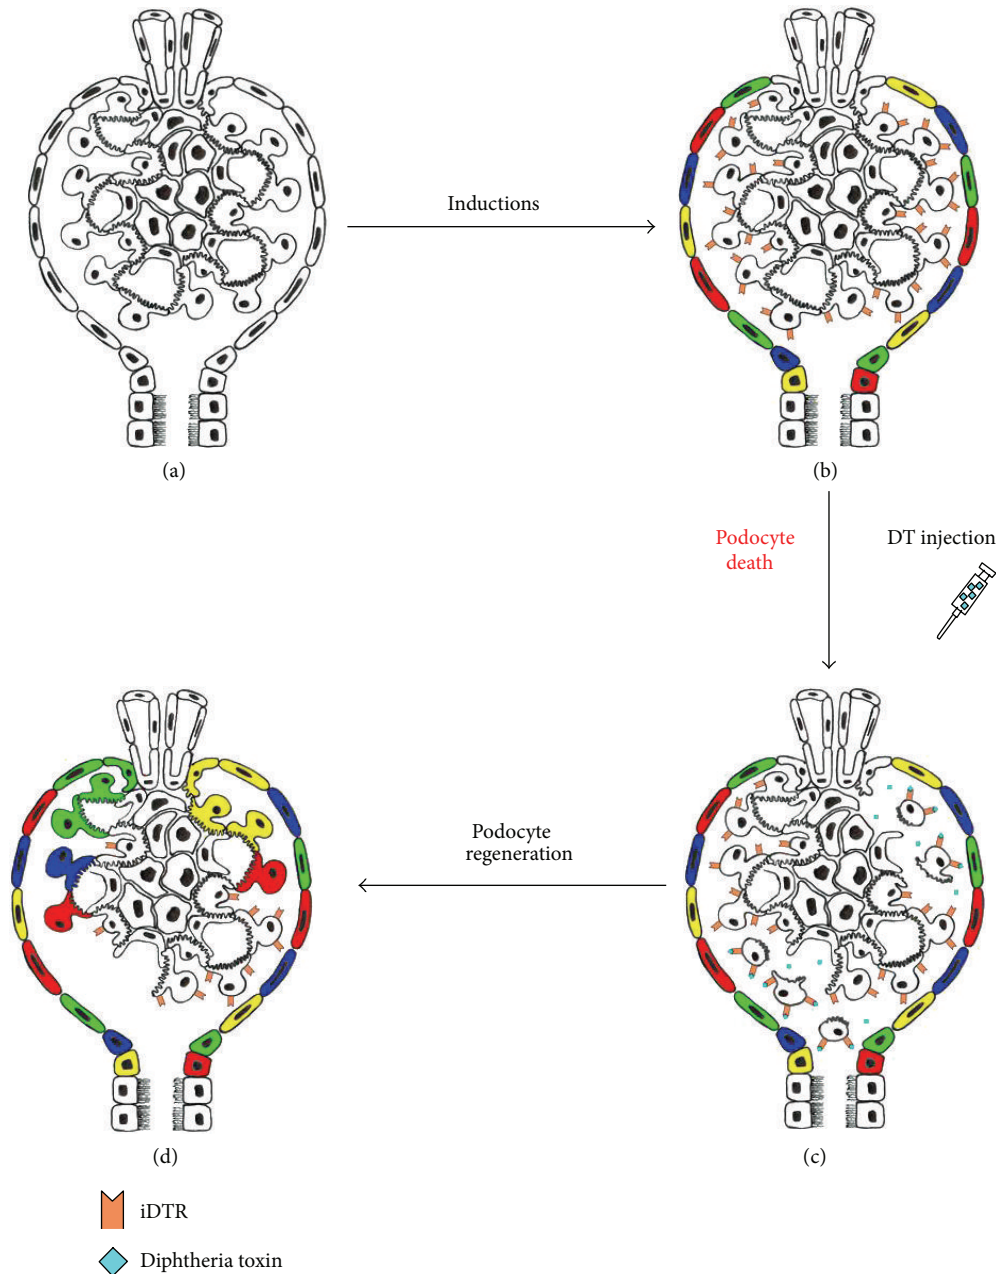 Inductions
(a)
(b)
Podocyte
death
DT injection
Podocyte
regeneration
(d)
(c)
iDTR
Diphtheria toxin